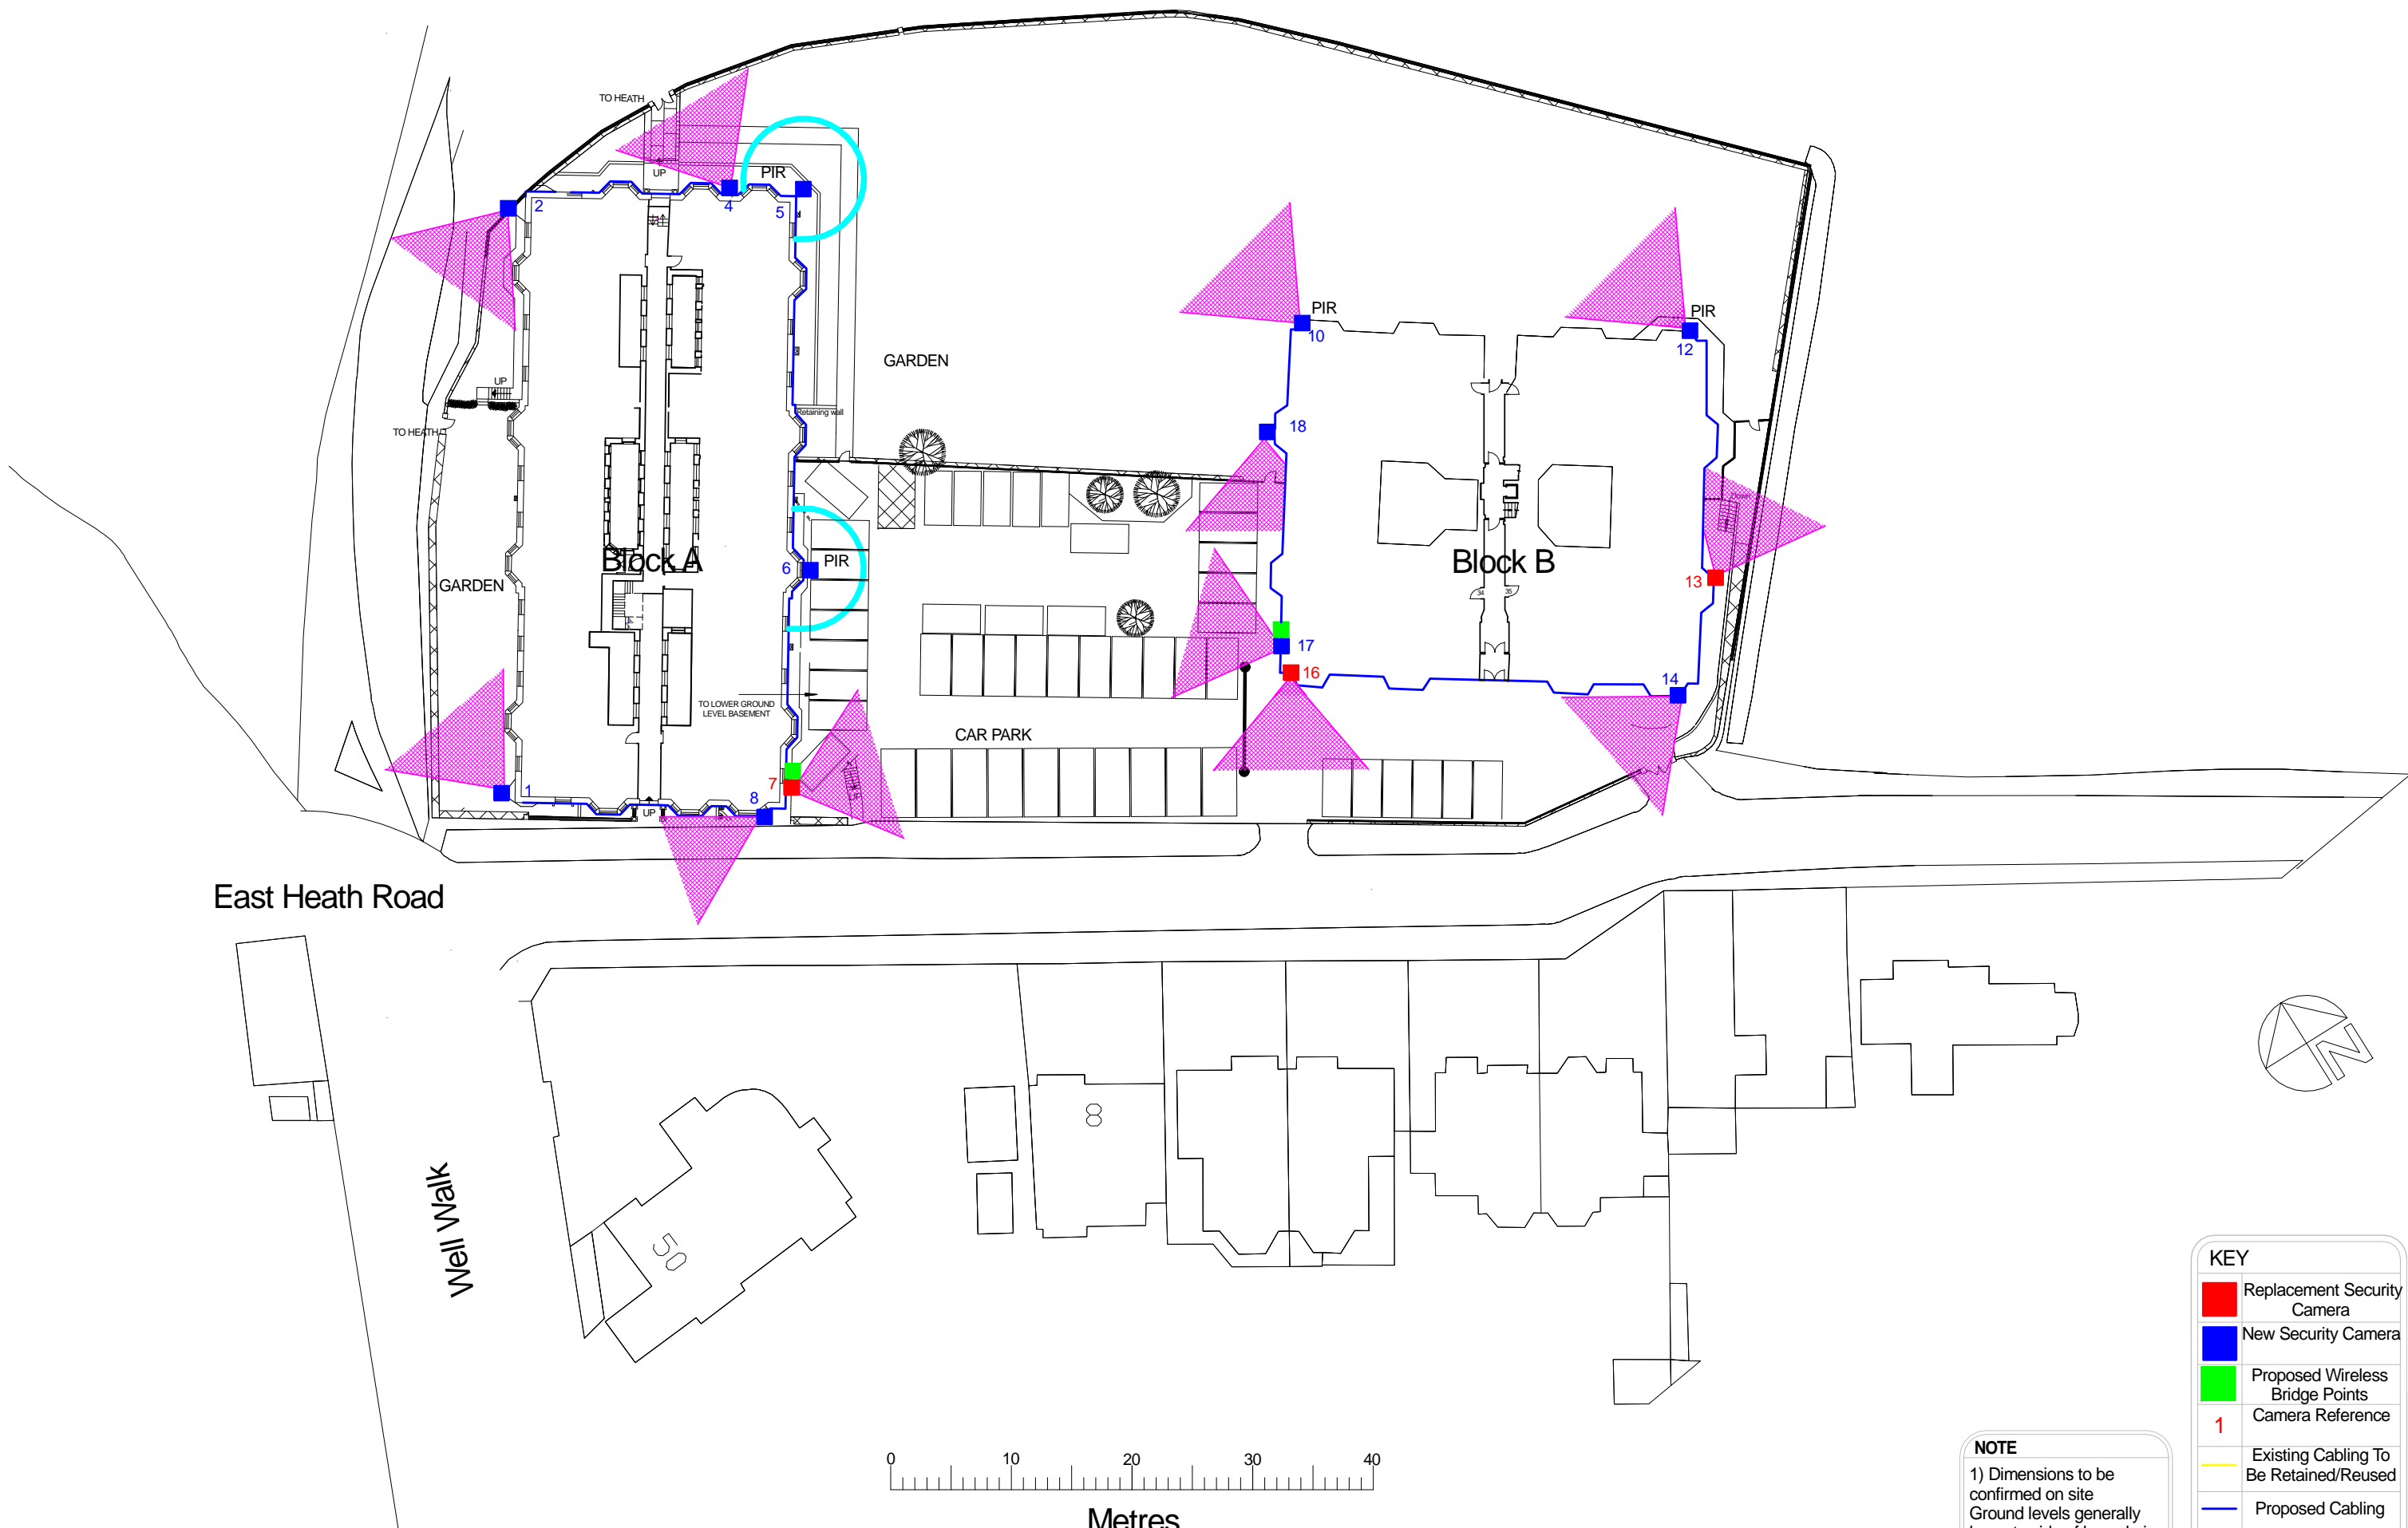 TO HEATH
UP
PIR
2
4
5
PIR
10
PIR
12
GARDEN
18
UP
Retaining wall
TO HEATH
Down
Block A
6
PIR
Block B
GARDEN
13
34
35
17
16
14
TO LOWER GROUND
LEVEL BASEMENT
CAR PARK
7
1
8
UP
East Heath Road
N
8
Well Walk
50
KEY
Replacement Security
Camera
New Security Camera
Proposed Wireless
Bridge Points
1
Camera Reference
Existing Cabling To
Be Retained/Reused
Proposed Cabling
NOTE
1) Dimensions to be
confirmed on site
Ground levels generally
0
10
20
30
40
Metres